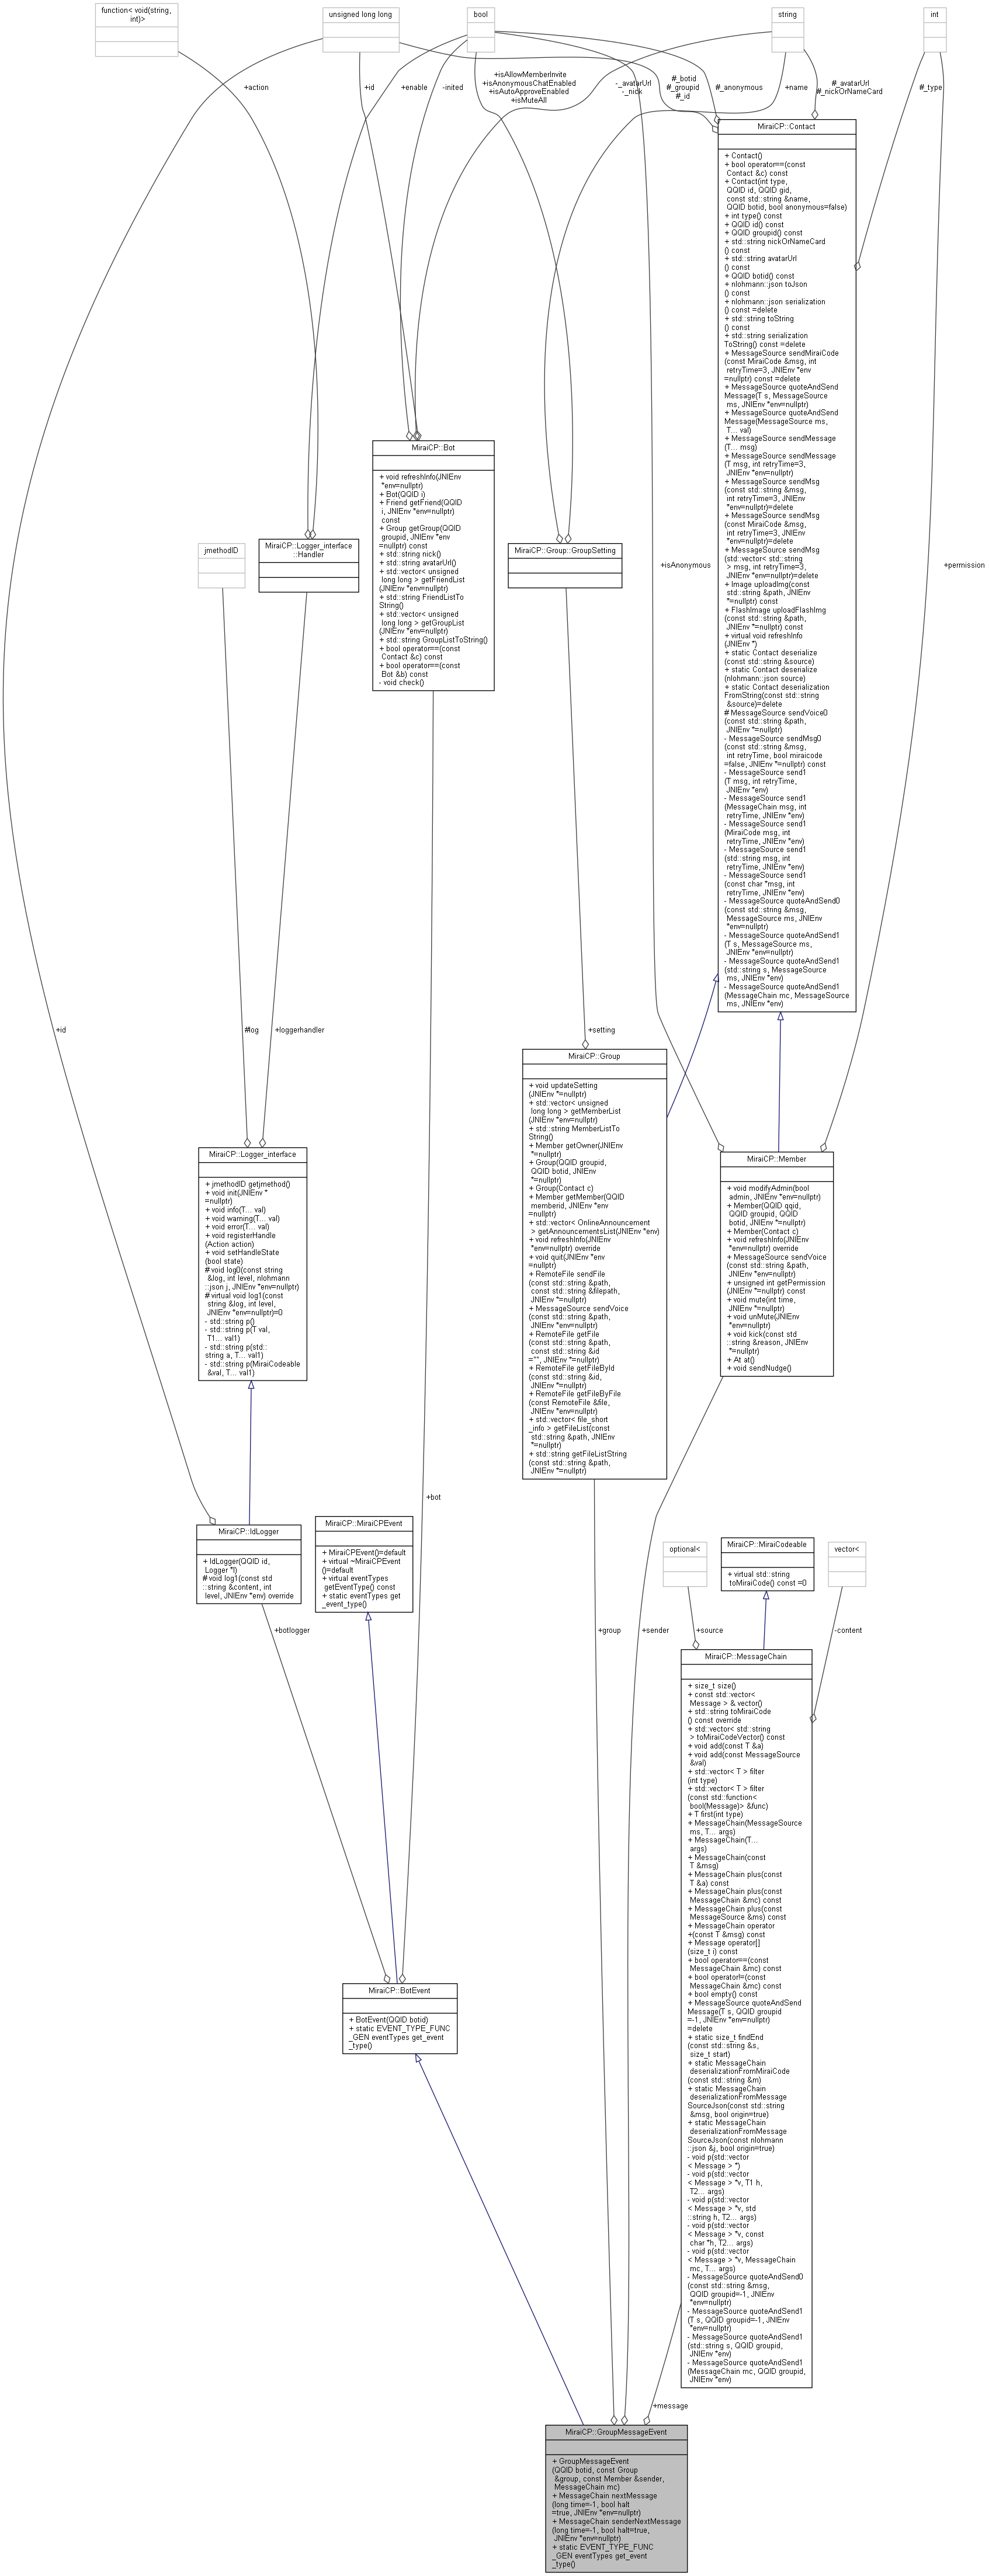 function< void(string,
int)>
unsigned long long
bool
string
int
+action
+id
+enable
-inited
+isAllowMemberInvite
+isAnonymousChatEnabled
+isAutoApproveEnabled
+isMuteAll
-_avatarUrl
-_nick
#_botid
#_groupid
#_id
#_anonymous
+name
#_avatarUrl
#_nickOrNameCard
#_type
MiraiCP::Contact
+ Contact()
+ bool operator==(const
Contact &c) const
+ Contact(int type,
QQID id, QQID gid,
const std::string &name,
QQID botid, bool anonymous=false)
+ int type() const
+ QQID id() const
+ QQID groupid() const
+ std::string nickOrNameCard
() const
+ std::string avatarUrl
() const
+ QQID botid() const
+ nlohmann::json toJson
() const
+ nlohmann::json serialization
() const =delete
+ std::string toString
() const
+ std::string serialization
ToString() const =delete
+ MessageSource sendMiraiCode
(const MiraiCode &msg, int
retryTime=3, JNIEnv *env
=nullptr) const =delete
+ MessageSource quoteAndSend
Message(T s, MessageSource
ms, JNIEnv *env=nullptr)
+ MessageSource quoteAndSend
Message(MessageSource ms,
T... val)
+ MessageSource sendMessage
(T... msg)
+ MessageSource sendMessage
(T msg, int retryTime=3,
JNIEnv *env=nullptr)
+ MessageSource sendMsg
(const std::string &msg,
int retryTime=3, JNIEnv
*env=nullptr)=delete
+ MessageSource sendMsg
(const MiraiCode &msg,
int retryTime=3, JNIEnv
*env=nullptr)=delete
+ MessageSource sendMsg
(std::vector< std::string
> msg, int retryTime=3,
JNIEnv *env=nullptr)=delete
+ Image uploadImg(const
std::string &path, JNIEnv
*=nullptr) const
+ FlashImage uploadFlashImg
(const std::string &path,
JNIEnv *=nullptr) const
+ virtual void refreshInfo
(JNIEnv *)
+ static Contact deserialize
(const std::string &source)
+ static Contact deserialize
(nlohmann::json source)
+ static Contact deserialization
FromString(const std::string
&source)=delete
# MessageSource sendVoice0
(const std::string &path,
JNIEnv *=nullptr)
- MessageSource sendMsg0
(const std::string &msg,
int retryTime, bool miraicode
=false, JNIEnv *=nullptr) const
- MessageSource send1
(T msg, int retryTime,
JNIEnv *env)
- MessageSource send1
(MessageChain msg, int
retryTime, JNIEnv *env)
- MessageSource send1
(MiraiCode msg, int
retryTime, JNIEnv *env)
- MessageSource send1
(std::string msg, int
retryTime, JNIEnv *env)
- MessageSource send1
(const char *msg, int
retryTime, JNIEnv *env)
- MessageSource quoteAndSend0
(const std::string &msg,
MessageSource ms, JNIEnv
*env=nullptr)
- MessageSource quoteAndSend1
(T s, MessageSource ms,
JNIEnv *env=nullptr)
- MessageSource quoteAndSend1
(std::string s, MessageSource
ms, JNIEnv *env)
- MessageSource quoteAndSend1
(MessageChain mc, MessageSource
ms, JNIEnv *env)
MiraiCP::Bot
+ void refreshInfo(JNIEnv
*env=nullptr)
+ Bot(QQID i)
+ Friend getFriend(QQID
i, JNIEnv *env=nullptr)
const
+ Group getGroup(QQID
groupid, JNIEnv *env
=nullptr) const
+ std::string nick()
+ std::string avatarUrl()
+ std::vector< unsigned
long long > getFriendList
(JNIEnv *env=nullptr)
+ std::string FriendListTo
String()
+ std::vector< unsigned
long long > getGroupList
(JNIEnv *env=nullptr)
+ std::string GroupListToString()
+ bool operator==(const
Contact &c) const
+ bool operator==(const
Bot &b) const
- void check()
jmethodID
MiraiCP::Logger_interface
::Handler
MiraiCP::Group::GroupSetting
+isAnonymous
+permission
+id
#log
+loggerhandler
+setting
MiraiCP::Group
+ void updateSetting
(JNIEnv *=nullptr)
+ std::vector< unsigned
long long > getMemberList
(JNIEnv *env=nullptr)
+ std::string MemberListTo
String()
+ Member getOwner(JNIEnv
*=nullptr)
+ Group(QQID groupid,
QQID botid, JNIEnv
*=nullptr)
+ Group(Contact c)
+ Member getMember(QQID
memberid, JNIEnv *env
=nullptr)
+ std::vector< OnlineAnnouncement
> getAnnouncementsList(JNIEnv *env)
+ void refreshInfo(JNIEnv
*env=nullptr) override
+ void quit(JNIEnv *env
=nullptr)
+ RemoteFile sendFile
(const std::string &path,
const std::string &filepath,
JNIEnv *=nullptr)
+ MessageSource sendVoice
(const std::string &path,
JNIEnv *env=nullptr)
+ RemoteFile getFile
(const std::string &path,
const std::string &id
="", JNIEnv *=nullptr)
+ RemoteFile getFileById
(const std::string &id,
JNIEnv *=nullptr)
+ RemoteFile getFileByFile
(const RemoteFile &file,
JNIEnv *env=nullptr)
+ std::vector< file_short
_info > getFileList(const
std::string &path, JNIEnv
*=nullptr)
+ std::string getFileListString
(const std::string &path,
JNIEnv *=nullptr)
MiraiCP::Member
+ void modifyAdmin(bool
admin, JNIEnv *env=nullptr)
+ Member(QQID qqid,
QQID groupid, QQID
botid, JNIEnv *=nullptr)
+ Member(Contact c)
+ void refreshInfo(JNIEnv
*env=nullptr) override
+ MessageSource sendVoice
(const std::string &path,
JNIEnv *env=nullptr)
+ unsigned int getPermission
(JNIEnv *=nullptr) const
+ void mute(int time,
JNIEnv *=nullptr)
+ void unMute(JNIEnv
*env=nullptr)
+ void kick(const std
::string &reason, JNIEnv
*=nullptr)
+ At at()
+ void sendNudge()
MiraiCP::Logger_interface
+ jmethodID getjmethod()
+ void init(JNIEnv *
=nullptr)
+ void info(T... val)
+ void warning(T... val)
+ void error(T... val)
+ void registerHandle
(Action action)
+ void setHandleState
(bool state)
# void log0(const string
&log, int level, nlohmann
::json j, JNIEnv *env=nullptr)
# virtual void log1(const
string &log, int level,
JNIEnv *env=nullptr)=0
- std::string p()
- std::string p(T val,
T1... val1)
- std::string p(std::
string a, T... val1)
- std::string p(MiraiCodeable
&val, T... val1)
+bot
MiraiCP::IdLogger
+ IdLogger(QQID id,
Logger *l)
# void log1(const std
::string &content, int
level, JNIEnv *env) override
MiraiCP::MiraiCPEvent
+ MiraiCPEvent()=default
+ virtual ~MiraiCPEvent
()=default
+ virtual eventTypes
getEventType() const
+ static eventTypes get
_event_type()
optional<
MiraiCP::MiraiCodeable
+ virtual std::string
toMiraiCode() const =0
vector<
+botlogger
+group
+sender
+source
-content
MiraiCP::MessageChain
+ size_t size()
+ const std::vector<
Message > & vector()
+ std::string toMiraiCode
() const override
+ std::vector< std::string
> toMiraiCodeVector() const
+ void add(const T &a)
+ void add(const MessageSource
&val)
+ std::vector< T > filter
(int type)
+ std::vector< T > filter
(const std::function<
bool(Message)> &func)
+ T first(int type)
+ MessageChain(MessageSource
ms, T... args)
+ MessageChain(T...
args)
+ MessageChain(const
T &msg)
+ MessageChain plus(const
T &a) const
+ MessageChain plus(const
MessageChain &mc) const
+ MessageChain plus(const
MessageSource &ms) const
+ MessageChain operator
+(const T &msg) const
+ Message operator[]
(size_t i) const
+ bool operator==(const
MessageChain &mc) const
+ bool operator!=(const
MessageChain &mc) const
+ bool empty() const
+ MessageSource quoteAndSend
Message(T s, QQID groupid
=-1, JNIEnv *env=nullptr)
=delete
+ static size_t findEnd
(const std::string &s,
size_t start)
+ static MessageChain
deserializationFromMiraiCode
(const std::string &m)
+ static MessageChain
deserializationFromMessage
SourceJson(const std::string
&msg, bool origin=true)
+ static MessageChain
deserializationFromMessage
SourceJson(const nlohmann
::json &j, bool origin=true)
- void p(std::vector
< Message > *)
- void p(std::vector
< Message > *v, T1 h,
T2... args)
- void p(std::vector
< Message > *v, std
::string h, T2... args)
- void p(std::vector
< Message > *v, const
char *h, T2... args)
- void p(std::vector
< Message > *v, MessageChain
mc, T... args)
- MessageSource quoteAndSend0
(const std::string &msg,
QQID groupid=-1, JNIEnv
*env=nullptr)
- MessageSource quoteAndSend1
(T s, QQID groupid=-1, JNIEnv
*env=nullptr)
- MessageSource quoteAndSend1
(std::string s, QQID groupid,
JNIEnv *env)
- MessageSource quoteAndSend1
(MessageChain mc, QQID groupid,
JNIEnv *env)
MiraiCP::BotEvent
+ BotEvent(QQID botid)
+ static EVENT_TYPE_FUNC
_GEN eventTypes get_event
_type()
+message
MiraiCP::GroupMessageEvent
+ GroupMessageEvent
(QQID botid, const Group
&group, const Member &sender,
MessageChain mc)
+ MessageChain nextMessage
(long time=-1, bool halt
=true, JNIEnv *env=nullptr)
+ MessageChain senderNextMessage
(long time=-1, bool halt=true,
JNIEnv *env=nullptr)
+ static EVENT_TYPE_FUNC
_GEN eventTypes get_event
_type()